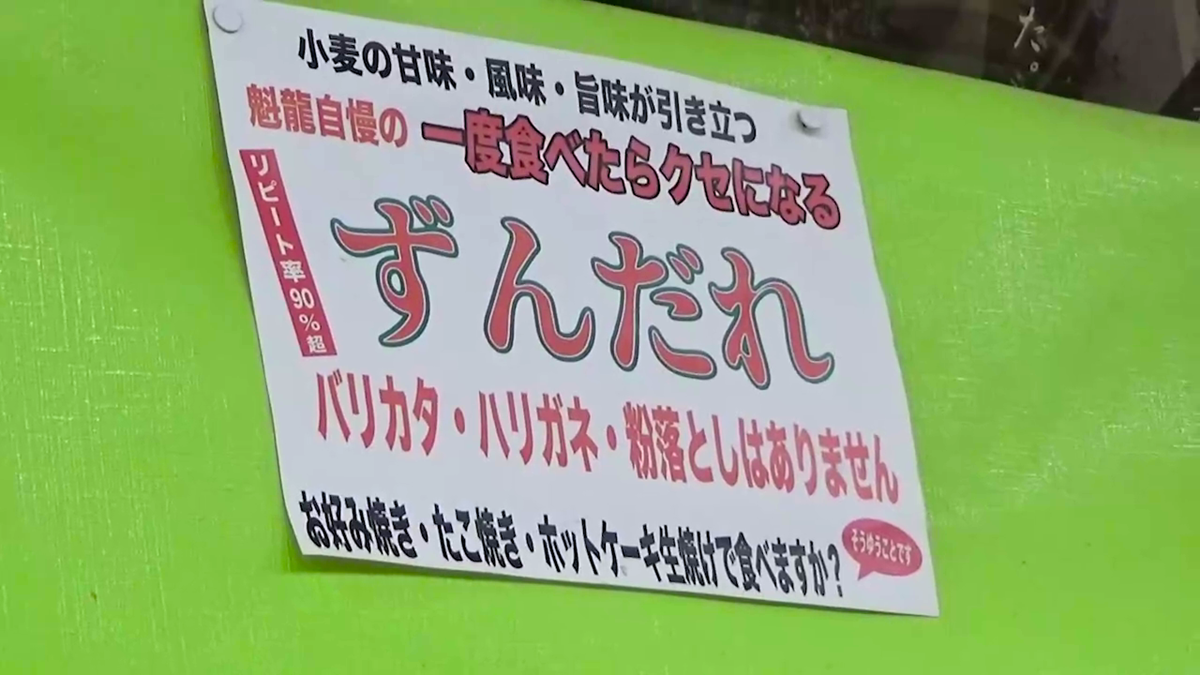 小麦の甘味・風味・旨味が引き立つ
魁龍自慢の 一度食べたらクセになる
リピート率90%超
ずんだれ
バリカタ・ハリガネ・粉落としはありません
お好み焼き・たこ焼き・ホットケーキ生焼けで食べますか？
そうゆうことです
た。